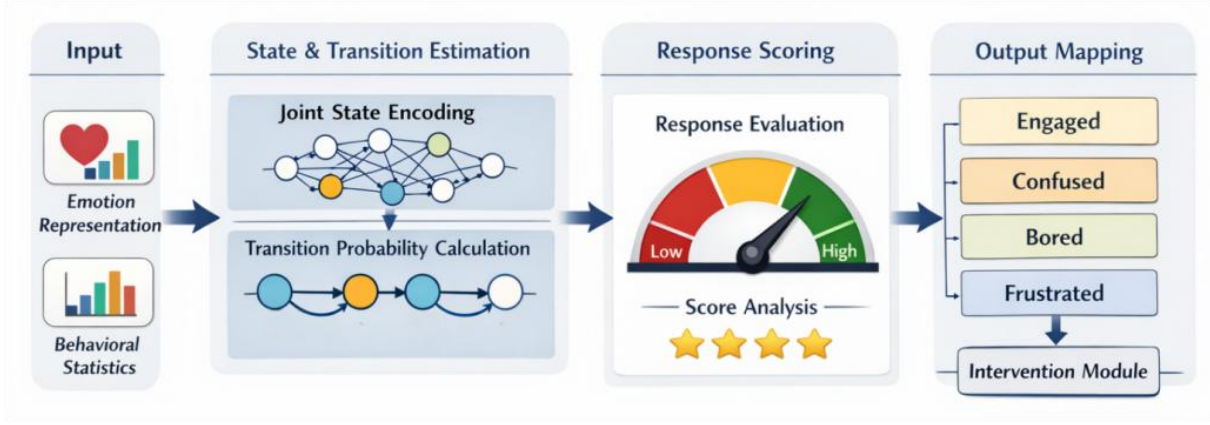 Input
Emotion
Representation
Behavioral
Statistics
State & Transition Estimation
Joint State Encoding
Transition Probability Calculation
Response Scoring
Response Evaluation
Low
High
Score Analysis
Output Mapping
Engaged
Confused
Bored
Frustrated
Intervention Module